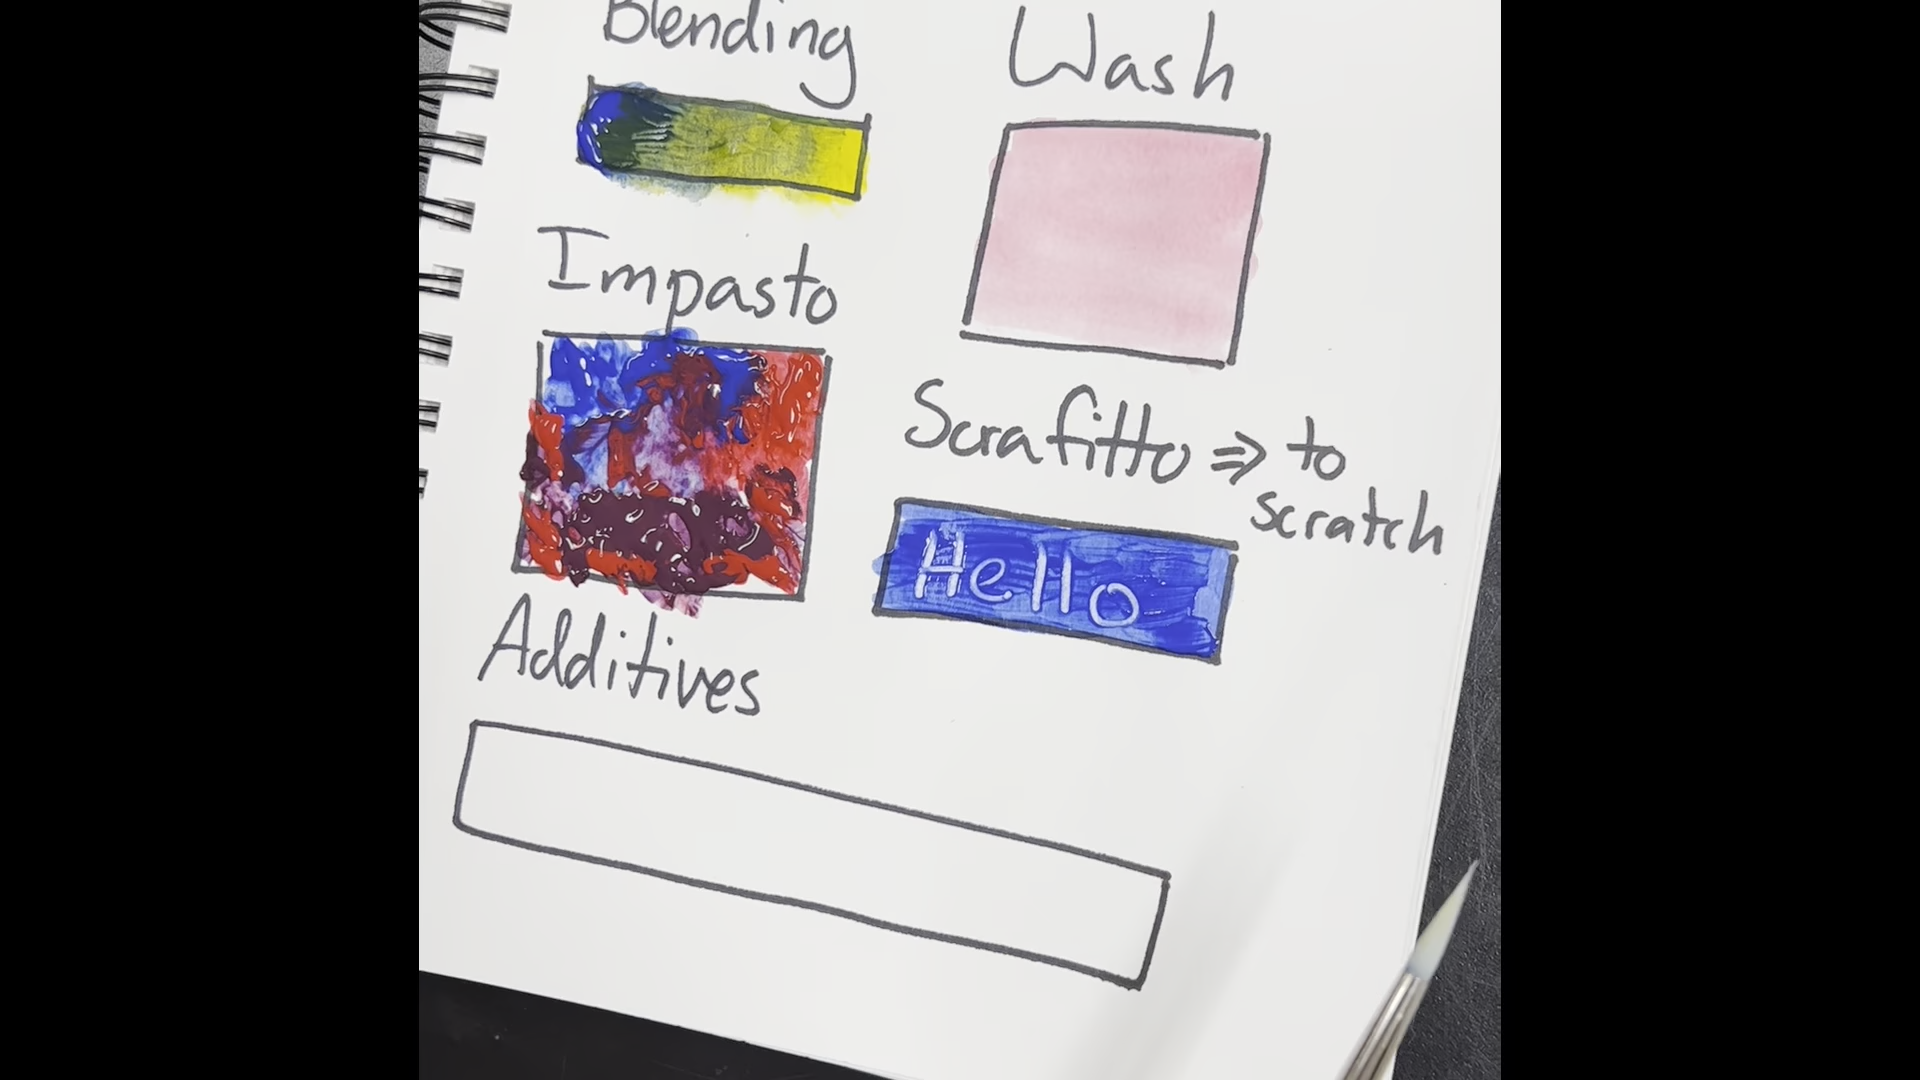 Blending
Wash
Impasto
Scrafitto => to
scratch
Hello
Additives